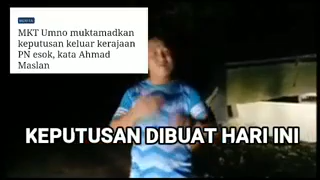 MKT Umno muktamadkan
keputusan keluar kerajaan
PN esok, kata Ahmad
Maslan
KEPUTUSAN DIBUAT HARI INI